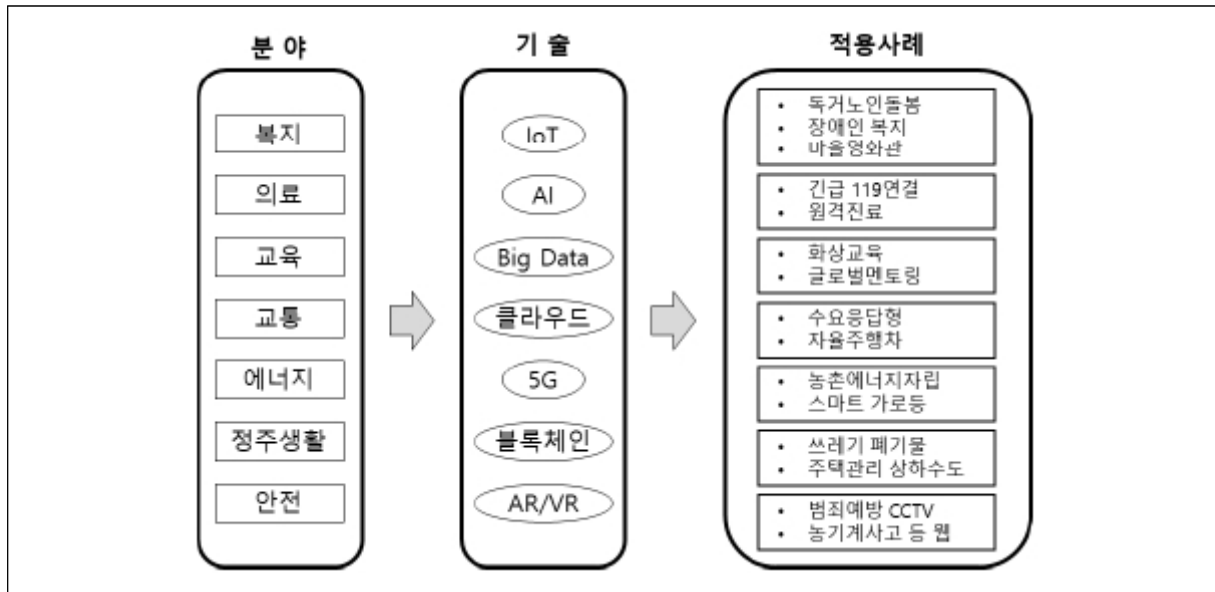 분 야
복지
의료
교육
교통
에너지
정주생활
안전
기 술
IoT
AI
Big Data
클라우드
5G
블록체인
AR/VR
적용사례
• 독거노인돌봄
• 장애인 복지
• 마을영화관
• 긴급 119연결
• 원격진료
• 화상교육
• 글로벌멘토링
• 수요응답형
• 자율주행차
• 농촌에너지자립
• 스마트 가로등
• 쓰레기 폐기물
• 주택관리 상하수도
• 범죄예방 CCTV
• 농기계사고 등 웹